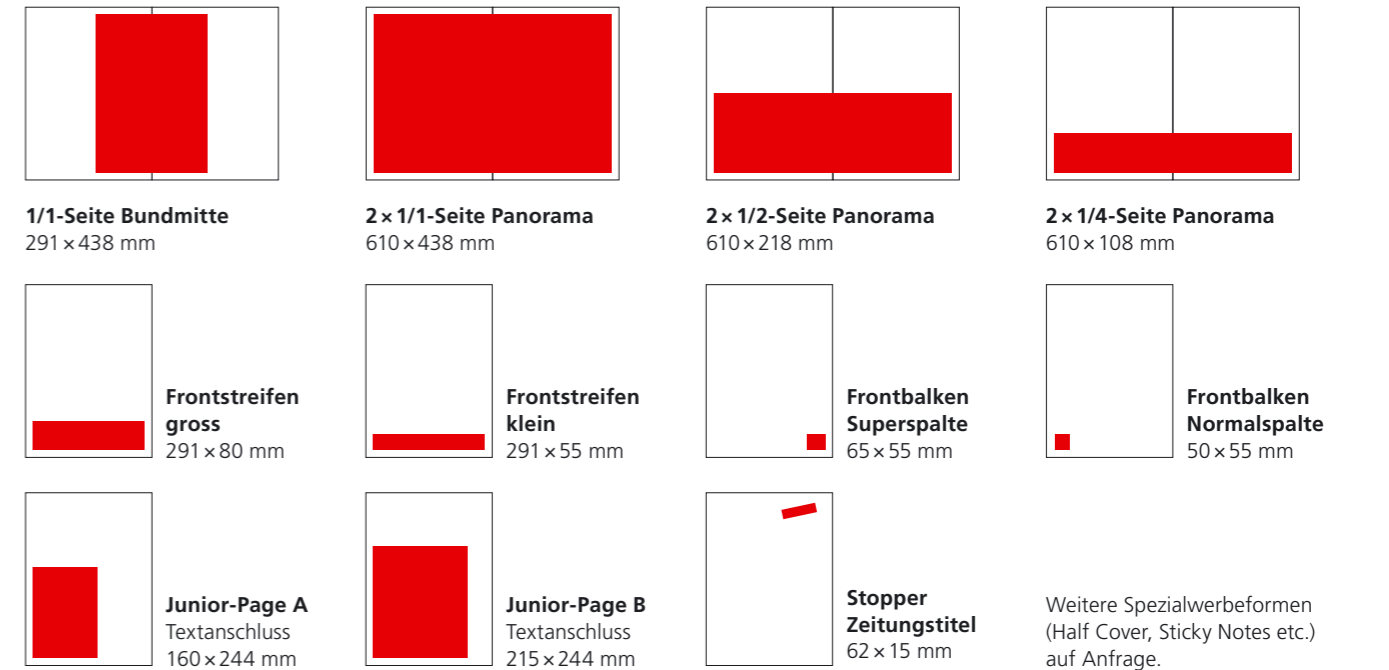 1/1-Seite Bundmitte
291 × 438 mm
2 × 1/1-Seite Panorama
610 × 438 mm
2 × 1/2-Seite Panorama
610 × 218 mm
2 × 1/4-Seite Panorama
610 × 108 mm
Frontstreifen
gross
291 × 80 mm
Frontstreifen
klein
291 × 55 mm
Frontbalken
Superspalte
65 × 55 mm
Frontbalken
Normalspalte
50 × 55 mm
Junior-Page A
Textanschluss
160 × 244 mm
Junior-Page B
Textanschluss
215 × 244 mm
Stopper
Zeitungstitel
62 × 15 mm
Weitere Spezialwerbeformen
(Half Cover, Sticky Notes etc.)
auf Anfrage.